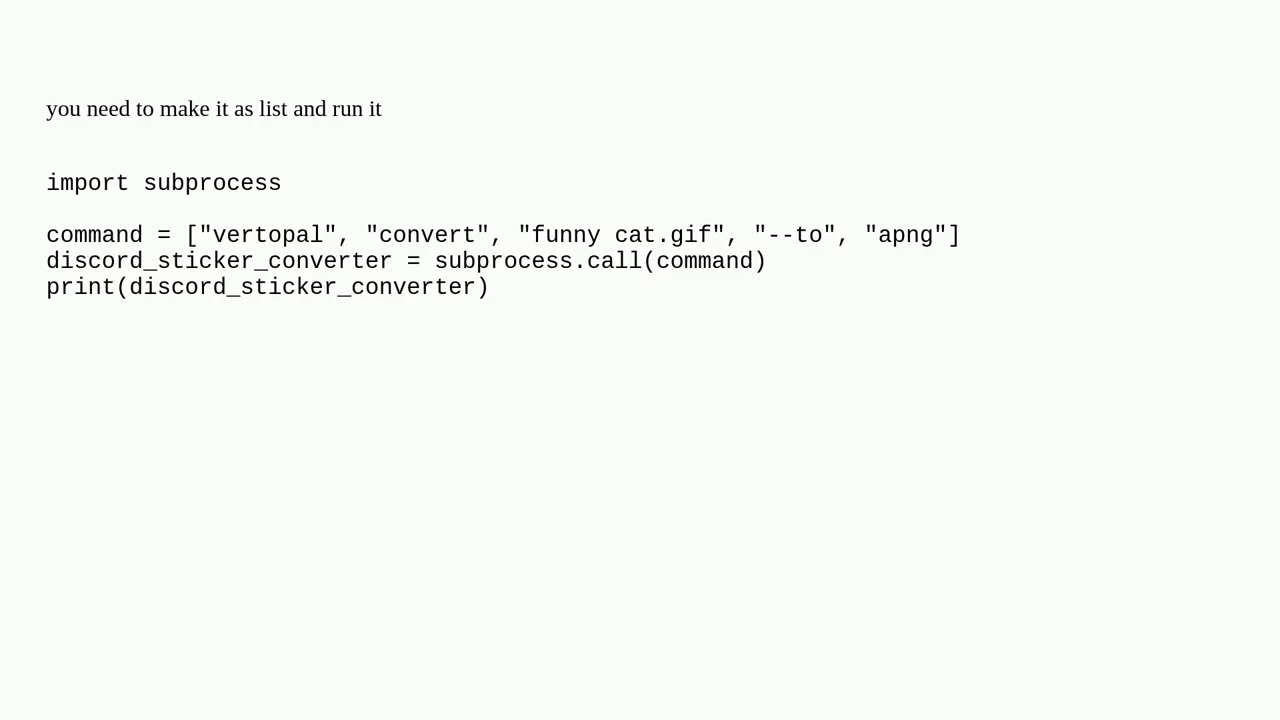 you need to make it as list and run it
import subprocess
command = ["vertopal", "convert", "funny cat.gif", "--to", "apng"]
discord_sticker_converter = subprocess.call(command)
print(discord_sticker_converter)